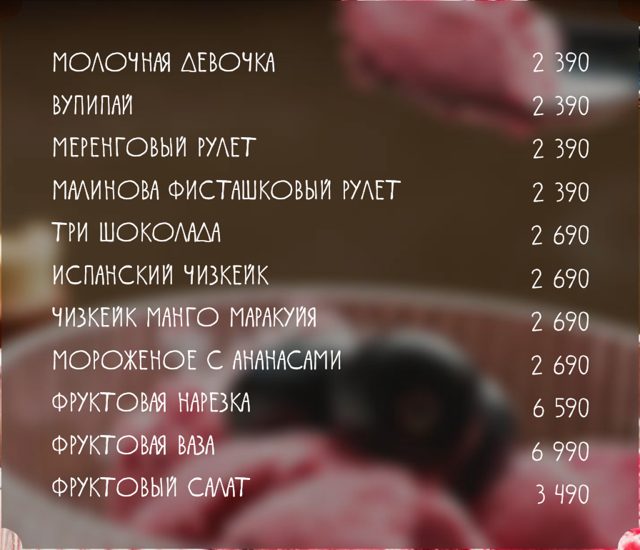 МОЛОЧНАЯ ДЕВОЧКА 2 390
ВУПИПАЙ 2 390
МЕРЕНГОВЫЙ РУЛЕТ 2 390
МАЛИНОВА ФИСТАШКОВЫЙ РУЛЕТ 2 390
ТРИ ШОКОЛАДА 2 690
ИСПАНСКИЙ ЧИЗКЕЙК 2 690
ЧИЗКЕЙК МАНГО МАРАКУЙЯ 2 690
МОРОЖЕНОЕ С АНАНАСАМИ 2 690
ФРУКТОВАЯ НАРЕЗКА 6 590
ФРУКТОВАЯ ВАЗА 6 990
ФРУКТОВЫЙ САЛАТ 3 490